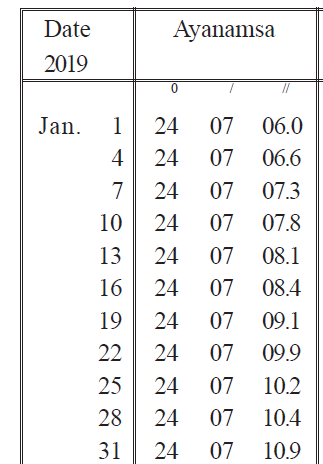 Date Ayanamsa
2019
0 / //
Jan. 1 24 07 06.0
4 24 07 06.6
7 24 07 07.3
10 24 07 07.8
13 24 07 08.1
16 24 07 08.4
19 24 07 09.1
22 24 07 09.9
25 24 07 10.2
28 24 07 10.4
31 24 07 10.9